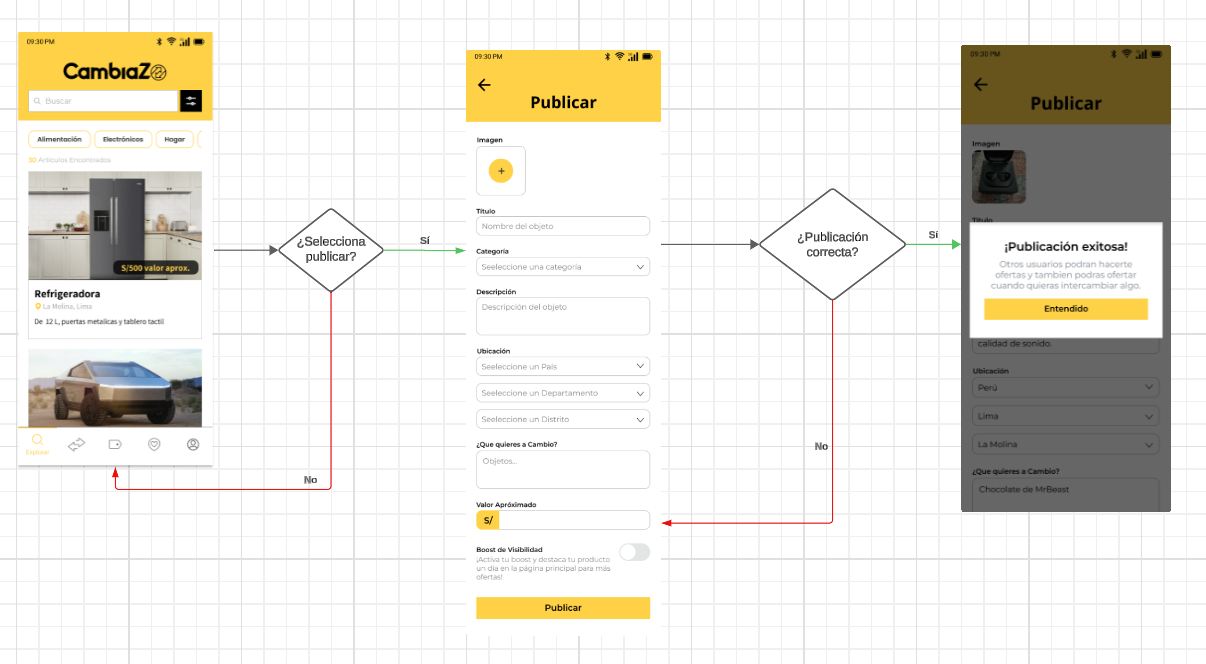 09:30 PM
CambiaZo
Buscar
Alimentación
Electrónicos
Hogar
50 Artículos Encontrados
S/500 valor aprox.
Refrigeradora
La Molina, Lima
De 12 L, puertas metalicas y tablero tactil
Explorar
¿Selecciona
publicar?
Sí
No
09:30 PM
Publicar
Imagen
+
Título
Nombre del objeto
Categoría
Seeleccione una categoría
Descripción
Descripción del objeto
Ubicación
Seeleccione un País
Seeleccione un Departamento
Seeleccione un Distrito
¿Que quieres a Cambio?
Objetos...
Valor Apróximado
S/
Boost de Visibilidad
¡Activa tu boost y destaca tu producto
un día en la página principal para más
ofertas!
Publicar
¿Publicación
correcta?
Sí
No
09:30 PM
Publicar
Imagen
Título
¡Publicación exitosa!
Otros usuarios podran hacerte
ofertas y tambien podras ofertar
cuando quieras intercambiar algo.
Entendido
calidad de sonido.
Ubicación
Perú
Lima
La Molina
¿Que quieres a Cambio?
Chocolate de MrBeast